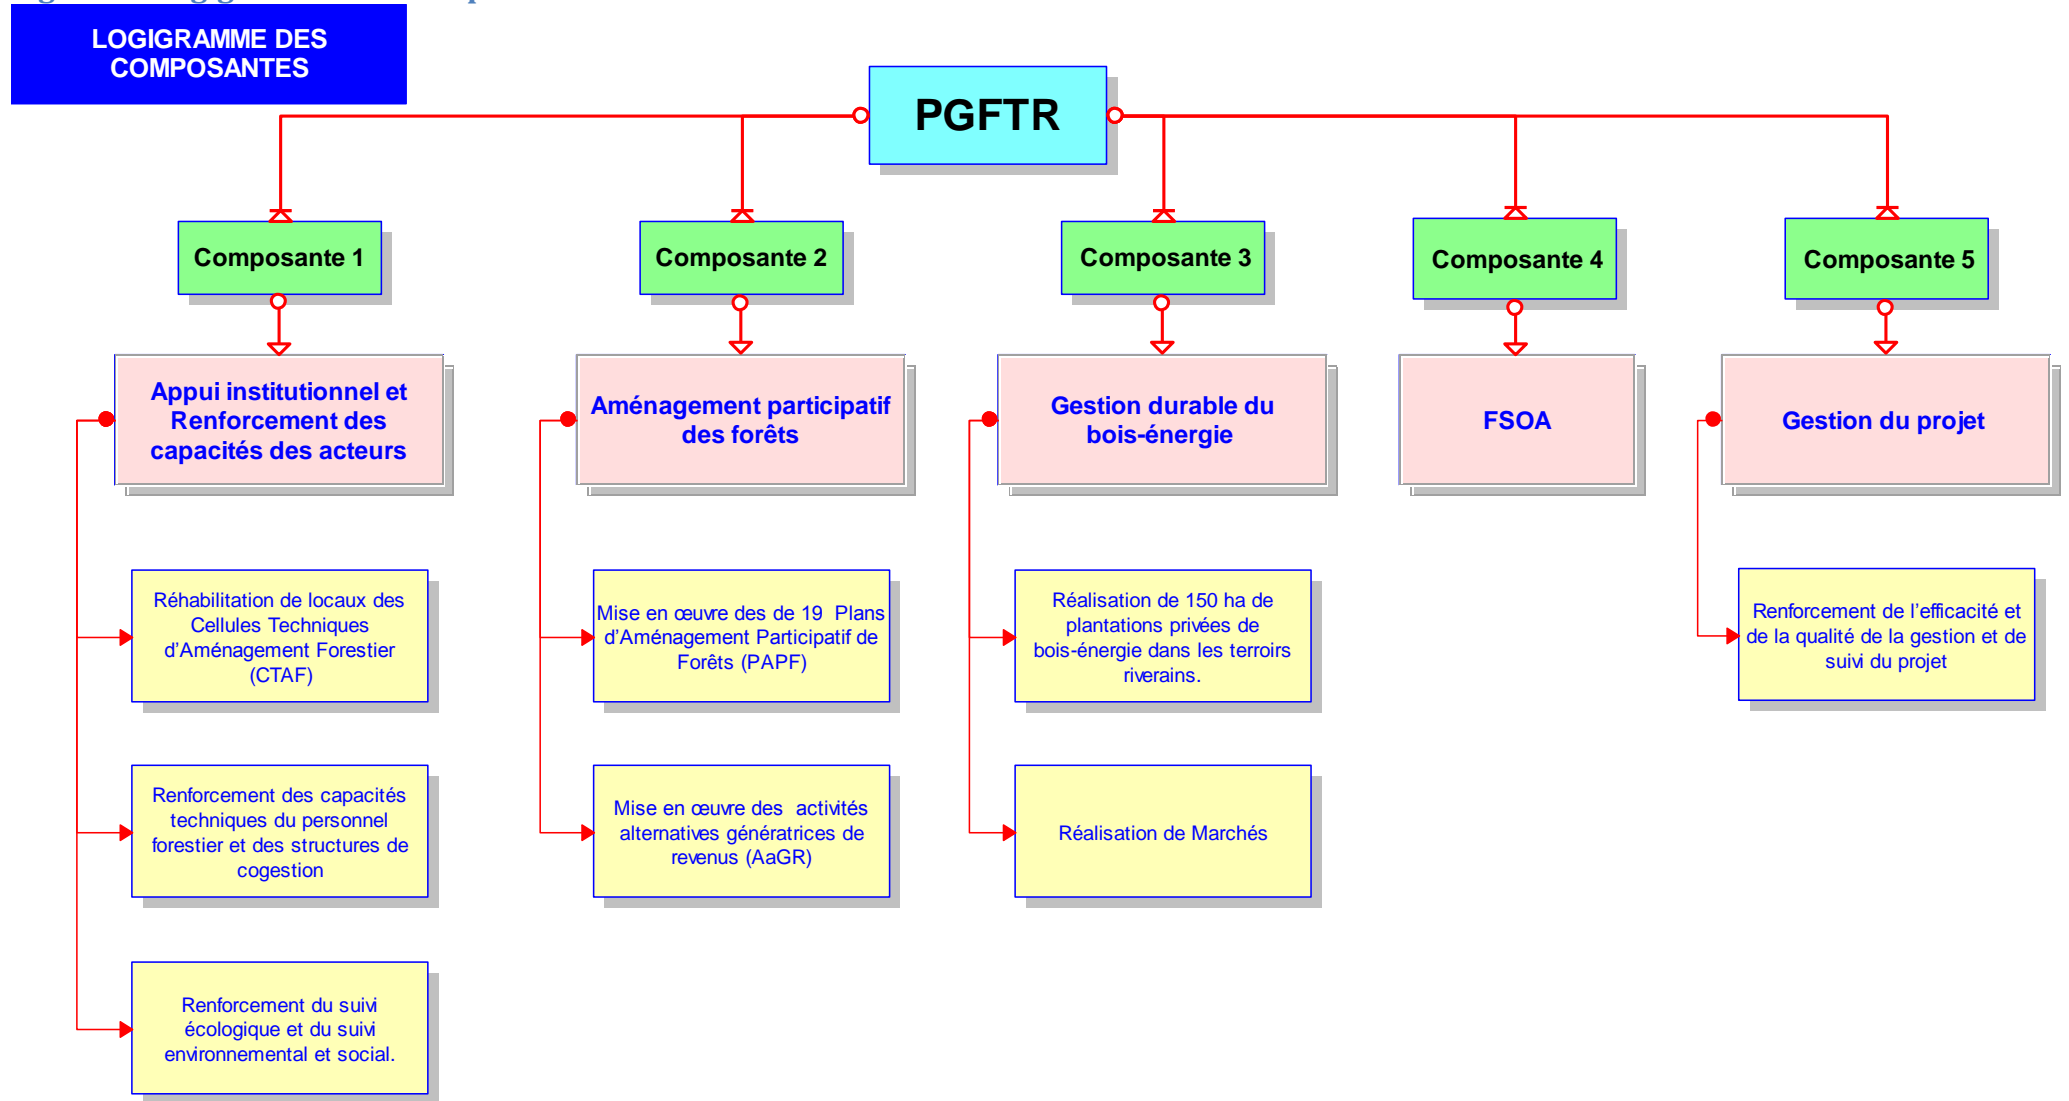 LOGIGRAMME DES
COMPOSANTES
PGFTR
Composante 1
Composante 2
Composante 3
Composante 4
Composante 5
Appui institutionnel et
Renforcement des
capacités des acteurs
Aménagement participatif
des forêts
Gestion durable du
bois-énergie
FSOA
Gestion du projet
Réhabilitation de locaux des
Cellules Techniques
d’Aménagement Forestier
(CTAF)
Mise en œuvre des de 19 Plans
d’Aménagement Participatif de
Forêts (PAPF)
Réalisation de 150 ha de
plantations privées de
bois-énergie dans les terroirs
riverains.
Renforcement de l’efficacité et
de la qualité de la gestion et de
suivi du projet
Renforcement des capacités
techniques du personnel
forestier et des structures de
cogestion
Mise en œuvre des activités
alternatives génératrices de
revenus (AaGR)
Réalisation de Marchés
Renforcement du suivi
écologique et du suivi
environnemental et social.